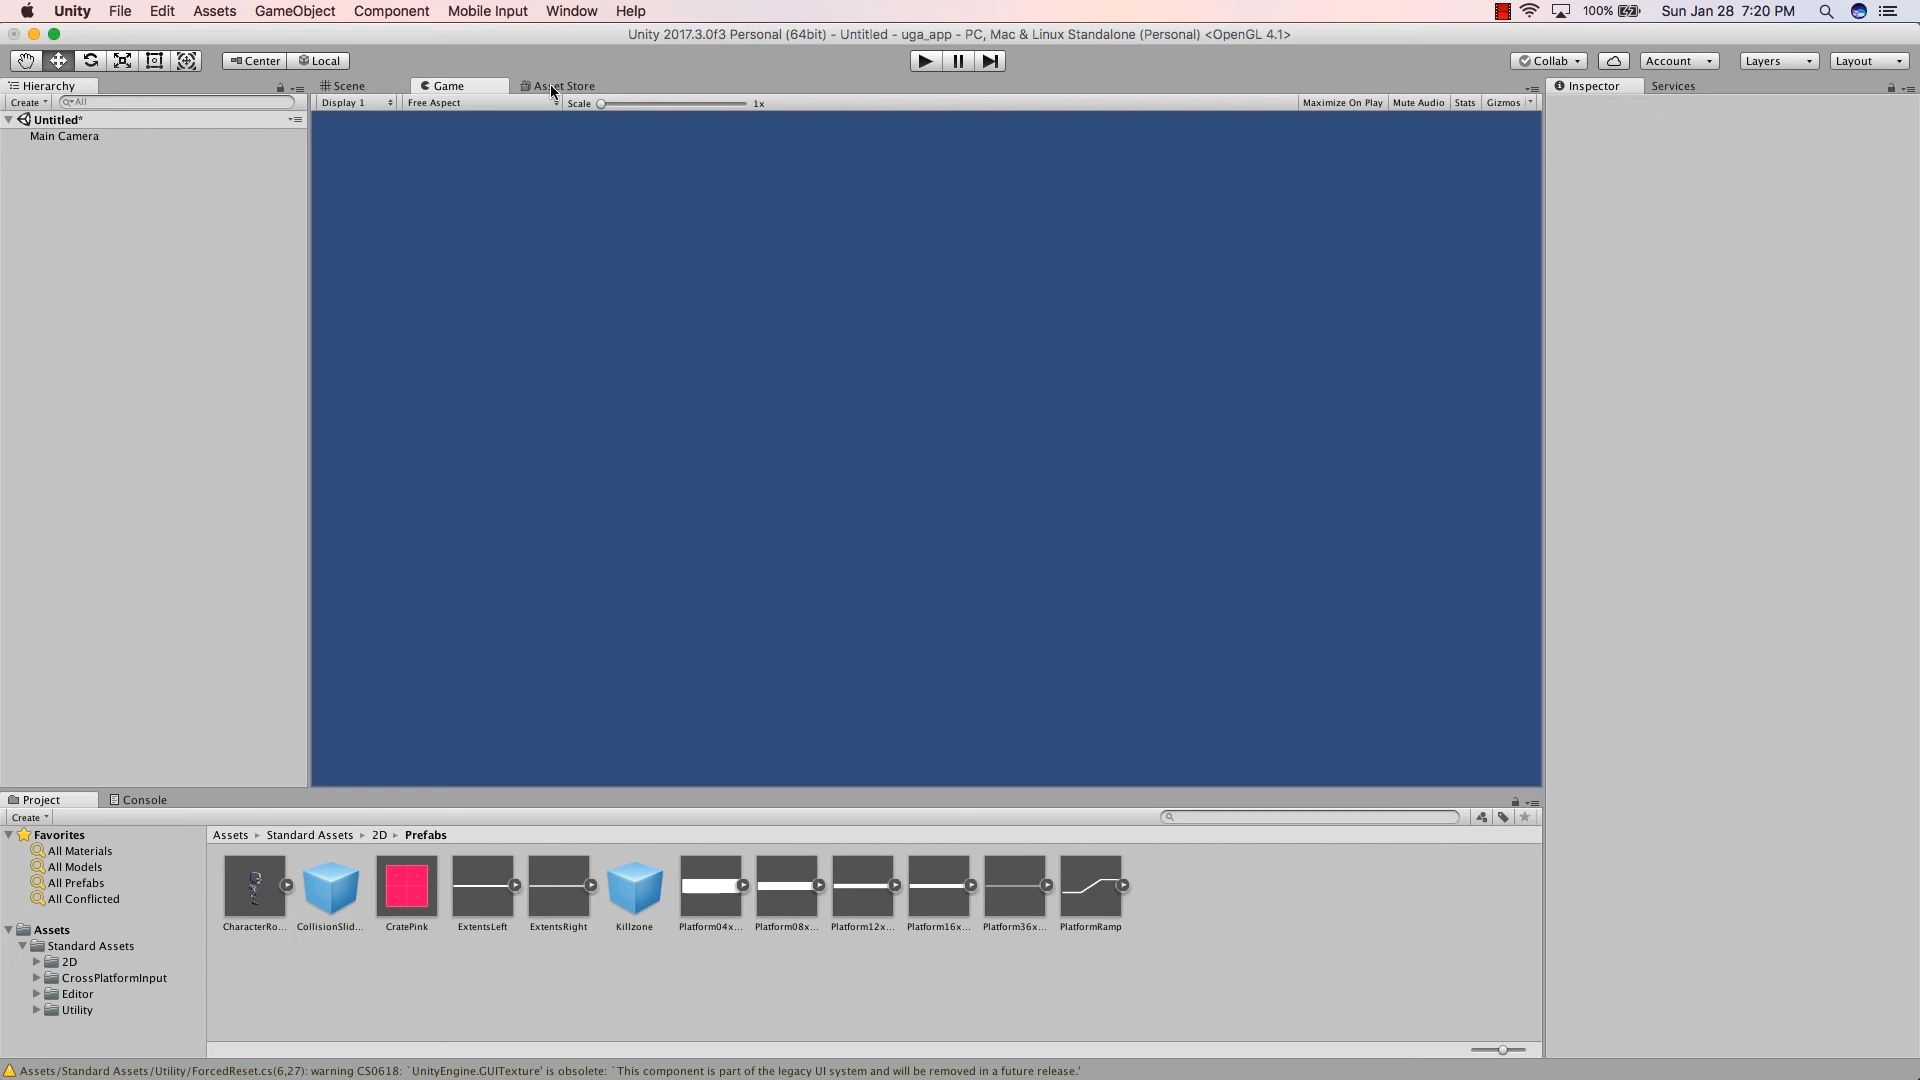 Unity File Edit Assets GameObject Component Mobile Input Window Help 100% Sun Jan 28 7:20 PM
Unity 2017.3.0f3 Personal (64bit) - Untitled - uga_app - PC, Mac & Linux Standalone (Personal) <OpenGL 4.1>
Center Local Collab Account Layers Layout
Hierarchy Scene Game Asset Store Inspector Services
Create All Display 1 Free Aspect Scale 1x Maximize On Play Mute Audio Stats Gizmos
Untitled*
Main Camera
Project Console
Create
Favorites Assets Standard Assets 2D Prefabs
All Materials
All Models
All Prefabs
All Conflicted
CharacterRo... CollisionSlid... CratePink ExtentsLeft ExtentsRight Killzone Platform04x... Platform08x... Platform12x... Platform16x... Platform36x... PlatformRamp
Assets
Standard Assets
2D
CrossPlatformInput
Editor
Utility
Assets/Standard Assets/Utility/ForcedReset.cs(6,27): warning CS0618: `UnityEngine.GUITexture' is obsolete: `This component is part of the legacy UI system and will be removed in a future release.'